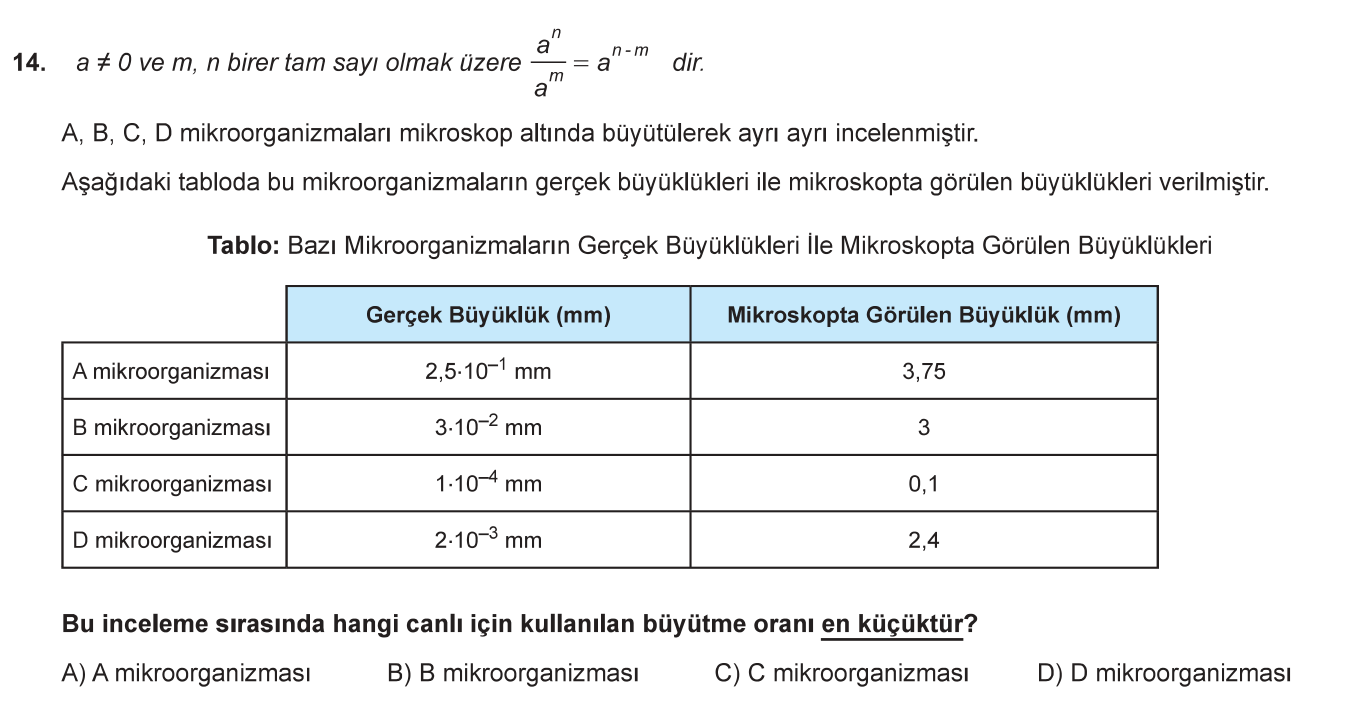 14. a ≠ 0 ve m, n birer tam sayı olmak üzere aⁿ/aᵐ = aⁿ⁻ᵐ dir.
A, B, C, D mikroorganizmaları mikroskop altında büyütülerek ayrı ayrı incelenmiştir.
Aşağıdaki tabloda bu mikroorganizmaların gerçek büyüklükleri ile mikroskopta görülen büyüklükleri verilmiştir.
Tablo: Bazı Mikroorganizmaların Gerçek Büyüklükleri İle Mikroskopta Görülen Büyüklükleri
Gerçek Büyüklük (mm) Mikroskopta Görülen Büyüklük (mm)
A mikroorganizması 2,5·10⁻¹ mm 3,75
B mikroorganizması 3·10⁻² mm 3
C mikroorganizması 1·10⁻⁴ mm 0,1
D mikroorganizması 2·10⁻³ mm 2,4
Bu inceleme sırasında hangi canlı için kullanılan büyütme oranı en küçüktür?
A) A mikroorganizması B) B mikroorganizması C) C mikroorganizması D) D mikroorganizması